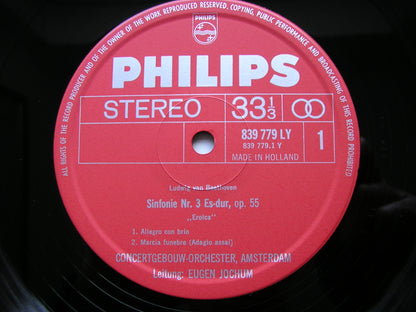 ALL RIGHTS OF THE RECORD PRODUCER AND OF THE OWNER OF THE WORK REPRODUCED RESERVED. COPYING, PUBLIC PERFORMANCE AND BROADCASTING OF THIS RECORD PROHIBITED
PHILIPS
PHILIPS
STEREO 33 1/3
839 779 LY
839 779.1 Y
MADE IN HOLLAND
1
Ludwig van Beethoven
Sinfonie Nr. 3 Es-dur, op. 55
„Eroica"
1. Allegro con brio
2. Marcia funebre (Adagio assai)
CONCERTGEBOUW-ORCHESTER, AMSTERDAM
Leitung: EUGEN JOCHUM